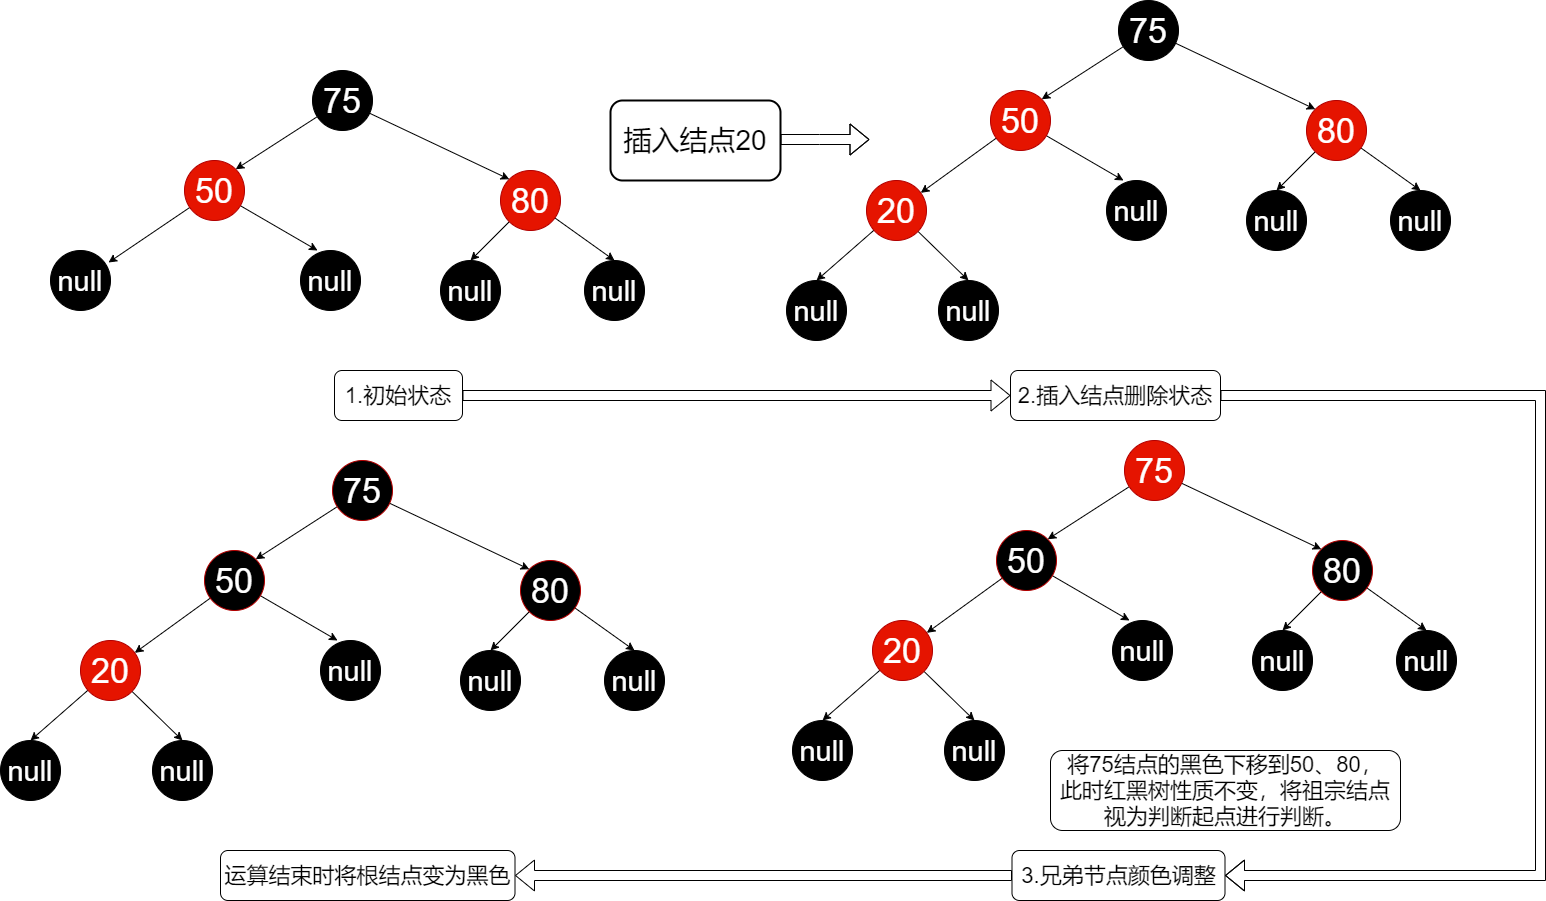 75
50
80
null
null
null
null
插入结点20
75
50
80
20
null
null
null
null
null
1.初始状态
2.插入结点删除状态
75
50
80
20
null
null
null
null
null
75
50
80
20
null
null
null
null
null
将75结点的黑色下移到50、80，
此时红黑树性质不变，将祖宗结点
视为判断起点进行判断。
3.兄弟节点颜色调整
运算结束时将根结点变为黑色